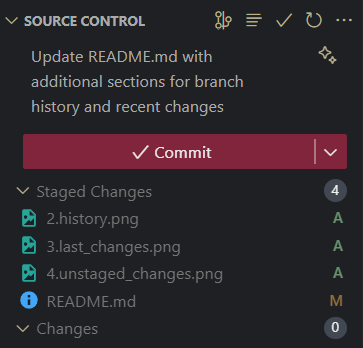 SOURCE CONTROL
Update README.md with
additional sections for branch
history and recent changes
Commit
Staged Changes 4
2.history.png A
3.last_changes.png A
4.unstaged_changes.png A
README.md M
Changes 0